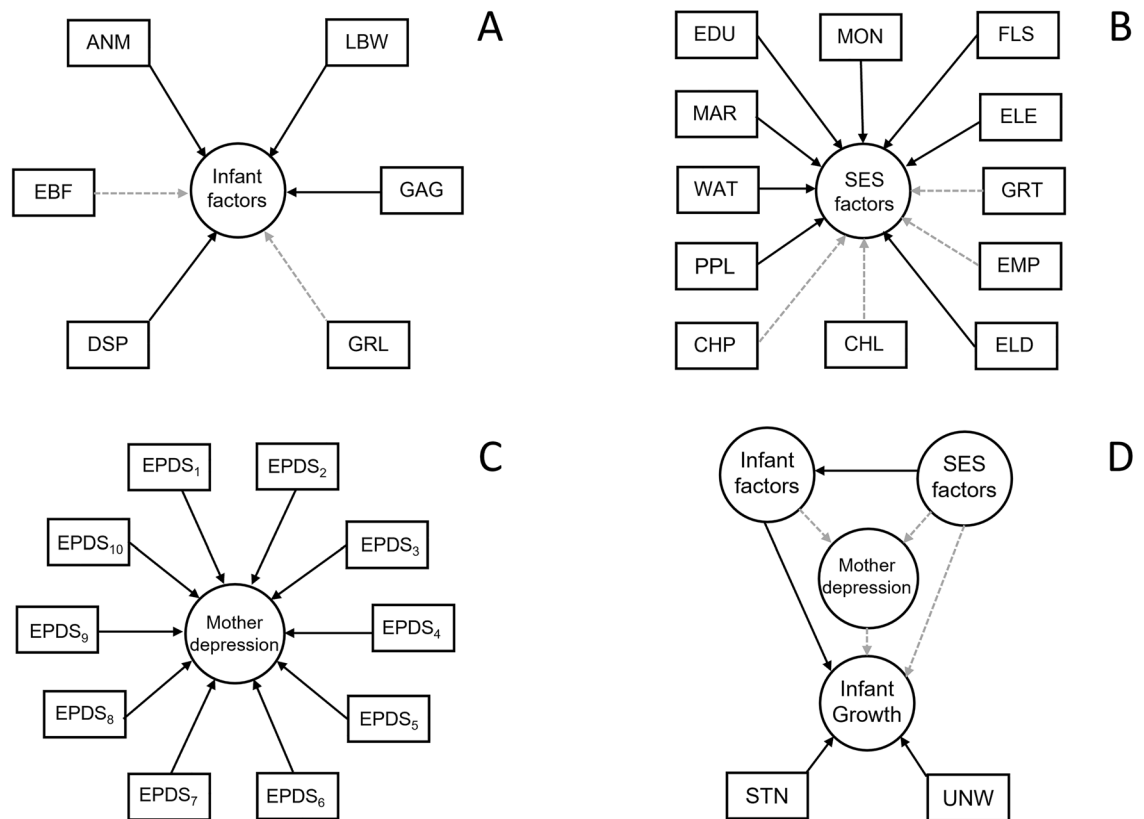 A
ANM
LBW
EBF
Infant
factors
GAG
DSP
GRL
B
EDU
MON
FLS
MAR
ELE
WAT
SES
factors
GRT
PPL
EMP
CHP
CHL
ELD
C
EPDS1
EPDS2
EPDS10
EPDS3
EPDS9
Mother
depression
EPDS4
EPDS8
EPDS5
EPDS7
EPDS6
D
Infant
factors
SES
factors
Mother
depression
Infant
Growth
STN
UNW